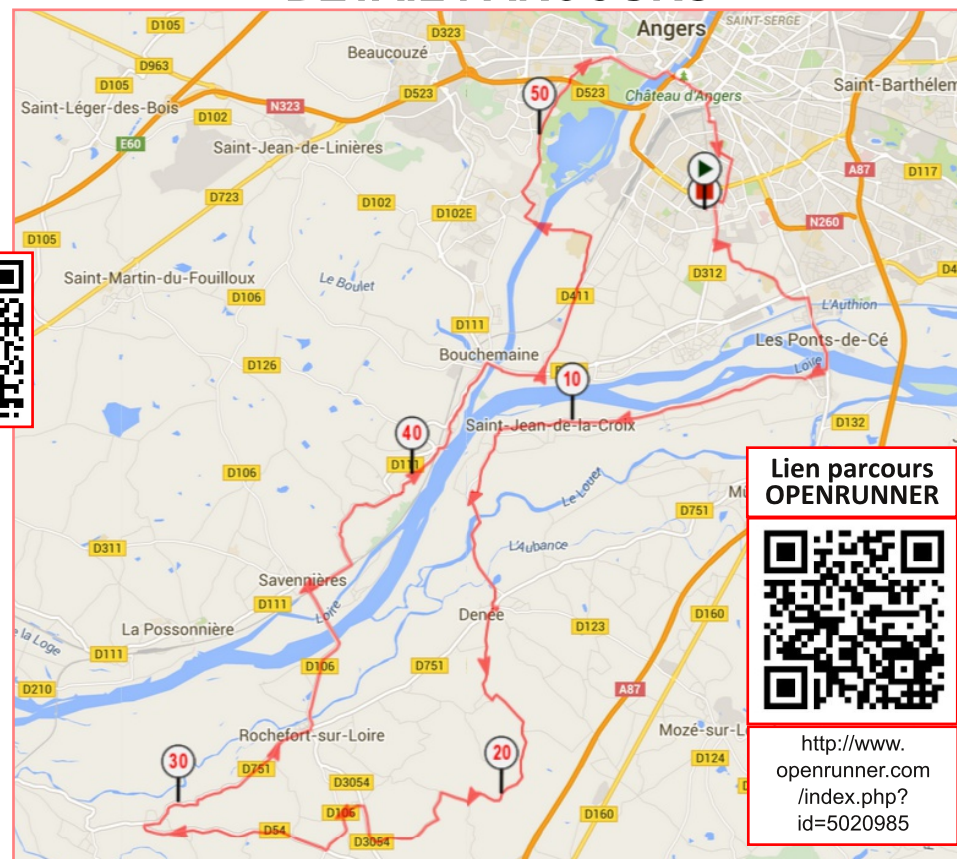 Angers
SAINT-SERGE
D105
D323
Beaucouzé
D963
D105
D523
D523
Château d'Angers
Saint-Barthélem
50
Saint-Léger-des-Bois
N323
D102
E60
Saint-Jean-de-Linières
A87
D117
D723
D102
D102E
N260
D105
Saint-Martin-du-Fouilloux
Le Boulet
D106
D312
D411
L'Authion
D111
Bouchemaine
Les Ponts-de-Cé
D126
10
Loire
40
Saint-Jean-de-la-Croix
D132
D111
D106
Le Louet
D751
D311
L'Aubance
Savennières
D111
Loire
Denée
La Possonnière
D123
D160
D111
D106
D751
D210
A87
Rochefort-sur-Loire
Mozé-sur-L
30
20
D751
D3054
D124
D106
D160
D54
D3054
Lien parcours
OPENRUNNER
http://www.
openrunner.com
/index.php?
id=5020985